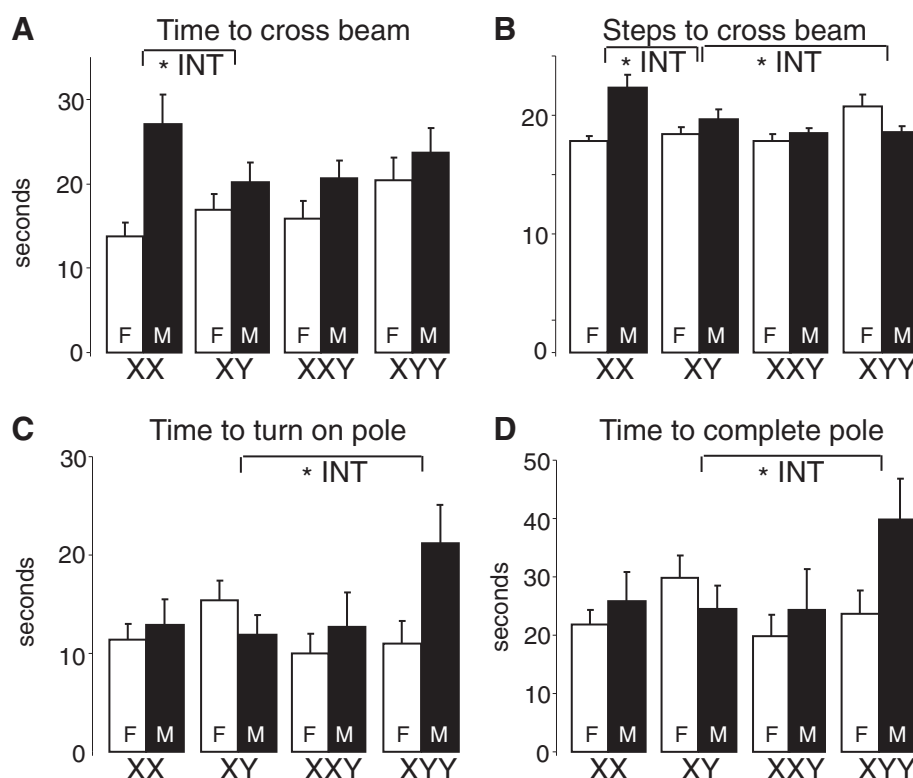 A Time to cross beam
* INT
30
20
10
0
seconds
F M F M F M F M
XX XY XXY XYY
B Steps to cross beam
* INT * INT
20
10
0
F M F M F M F M
XX XY XXY XYY
C Time to turn on pole
* INT
30
20
10
0
seconds
F M F M F M F M
XX XY XXY XYY
D Time to complete pole
* INT
50
40
30
20
10
0
seconds
F M F M F M F M
XX XY XXY XYY